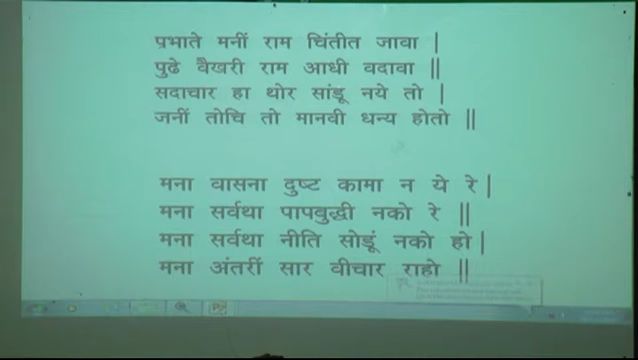 प्रभाते मनीं राम चिंतीत जावा |
पुढे वैखरी राम आधी वदावा ||
सदाचार हा थोर सांडू नये तो |
जनीं तोचि तो मानवी धन्य होतो ||
मना वासना दुष्ट कामा न ये रे |
मना सर्वथा पापबुद्धी नको रे ||
मना सर्वथा नीति सोडूं नको हो |
मना अंतरीं सार वीचार राहो ||